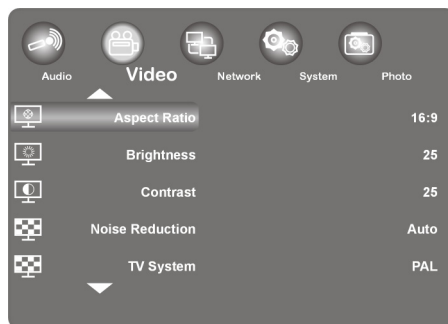 Audio Video Network System Photo
Aspect Ratio 16:9
Brightness 25
Contrast 25
Noise Reduction Auto
TV System PAL